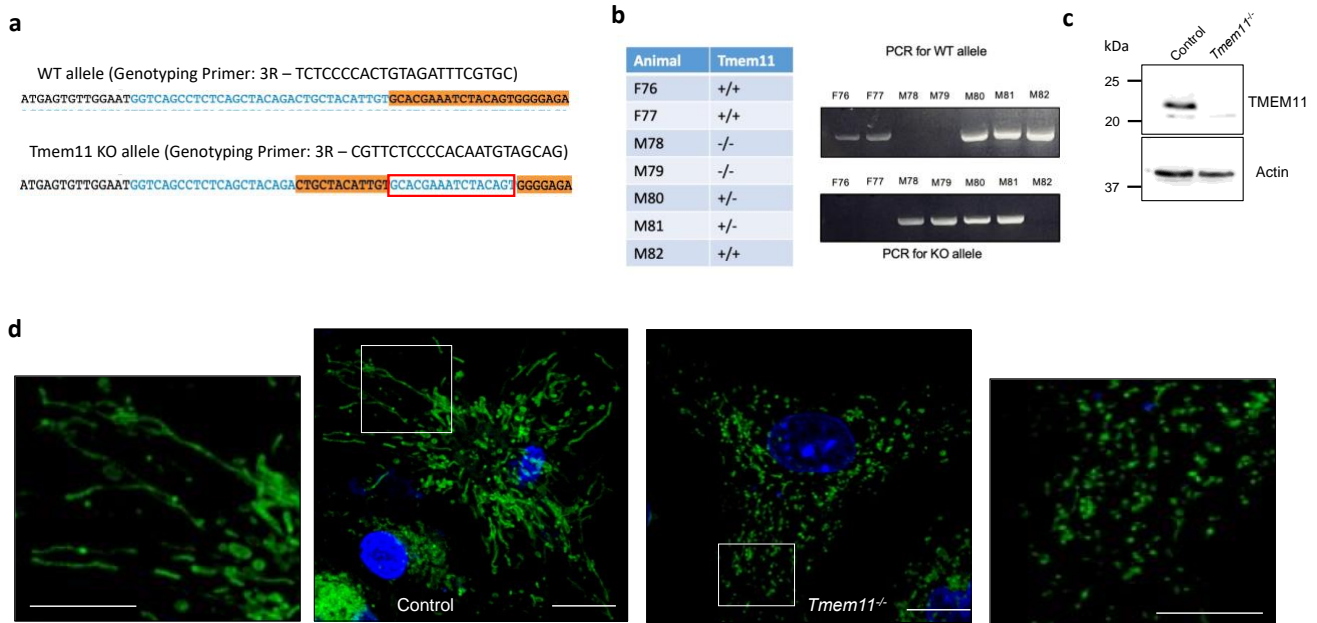 a
WT allele (Genotyping Primer: 3R – TCTCCCCACTGTAGATTTCGTGC)
ATGAGTGTTGGAATGGTCAGCCTCTCAGCTACAGACTGCTACATTGTGCACGAAATCTACAGTGGGGAGA
Tmem11 KO allele (Genotyping Primer: 3R – CGTTCTCCCCACAATGTAGCAG)
ATGAGTGTTGGAATGGTCAGCCTCTCAGCTACAGACTGCTACATTGTGCACGAAATCTACAGTGGGGAGA
b
Animal Tmem11
F76 +/+
F77 +/+
M78 -/-
M79 -/-
M80 +/-
M81 +/-
M82 +/+
PCR for WT allele
F76 F77 M78 M79 M80 M81 M82
F76 F77 M78 M79 M80 M81 M82
PCR for KO allele
c
kDa
Control
Tmem11-/-
25
20
TMEM11
37
Actin
d
Control
Tmem11-/-